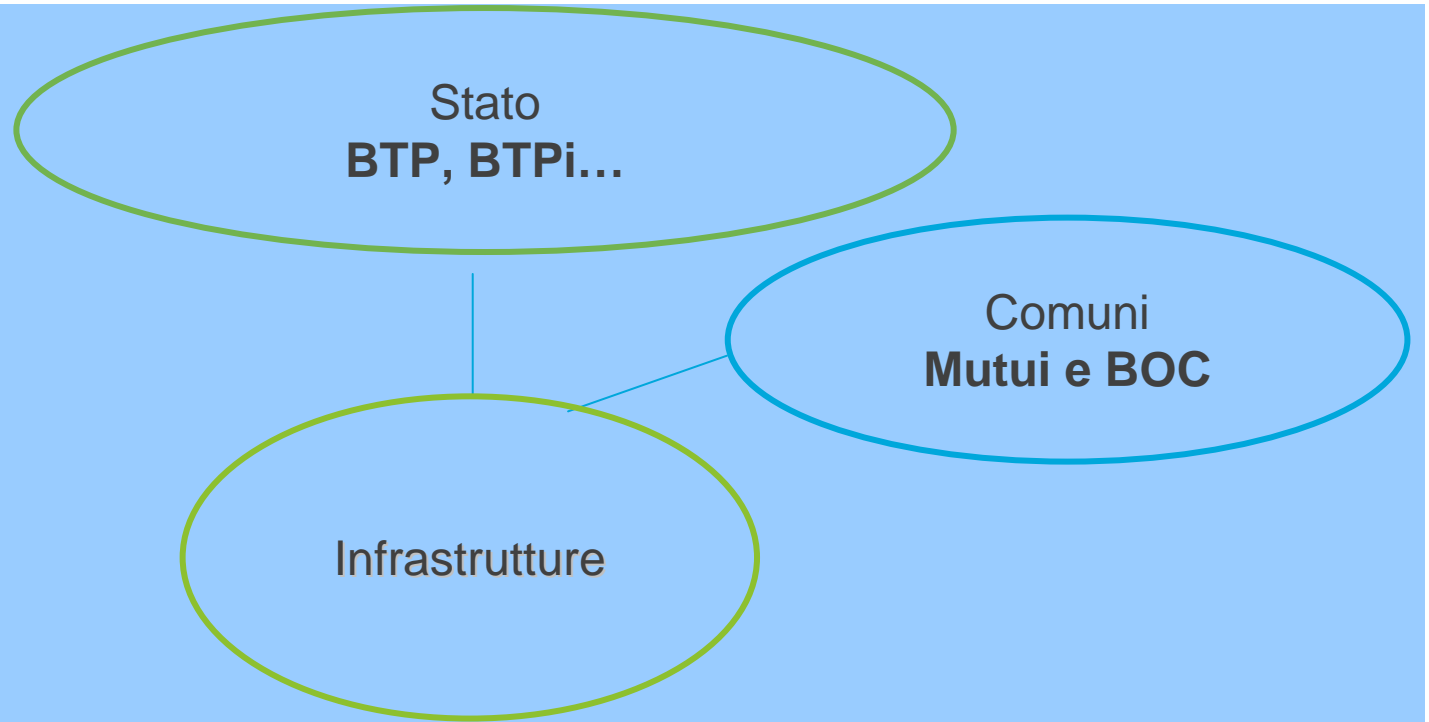 Stato
BTP, BTPi…
Comuni
Mutui e BOC
Infrastrutture